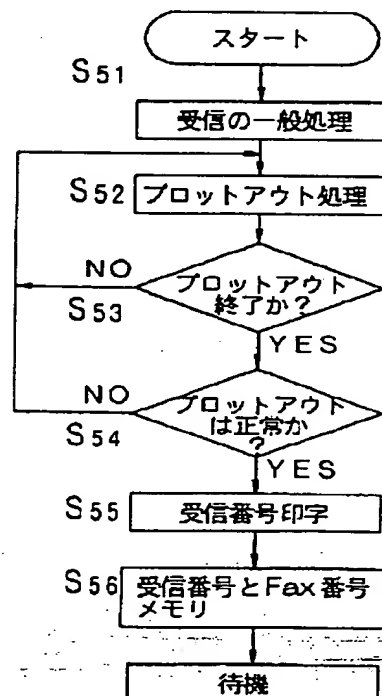 スタート
S51
受信の一般処理
S52
プロットアウト処理
NO
プロットアウト
終了か?
S53
YES
NO
プロットアウト
は正常か
?
S54
YES
S55
受信番号印字
S56
受信番号とFax番号
メモリ
待機